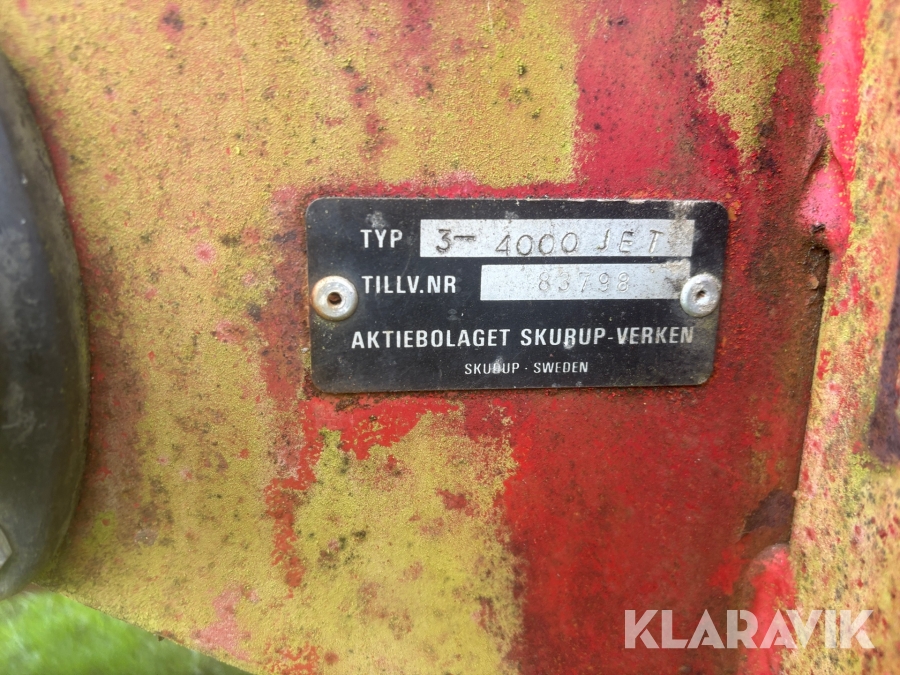 TYP 3- 4000 JET
TILLV.NR 83798
AKTIEBOLAGET SKURUP-VERKEN
SKURUP · SWEDEN
KLARAVIK